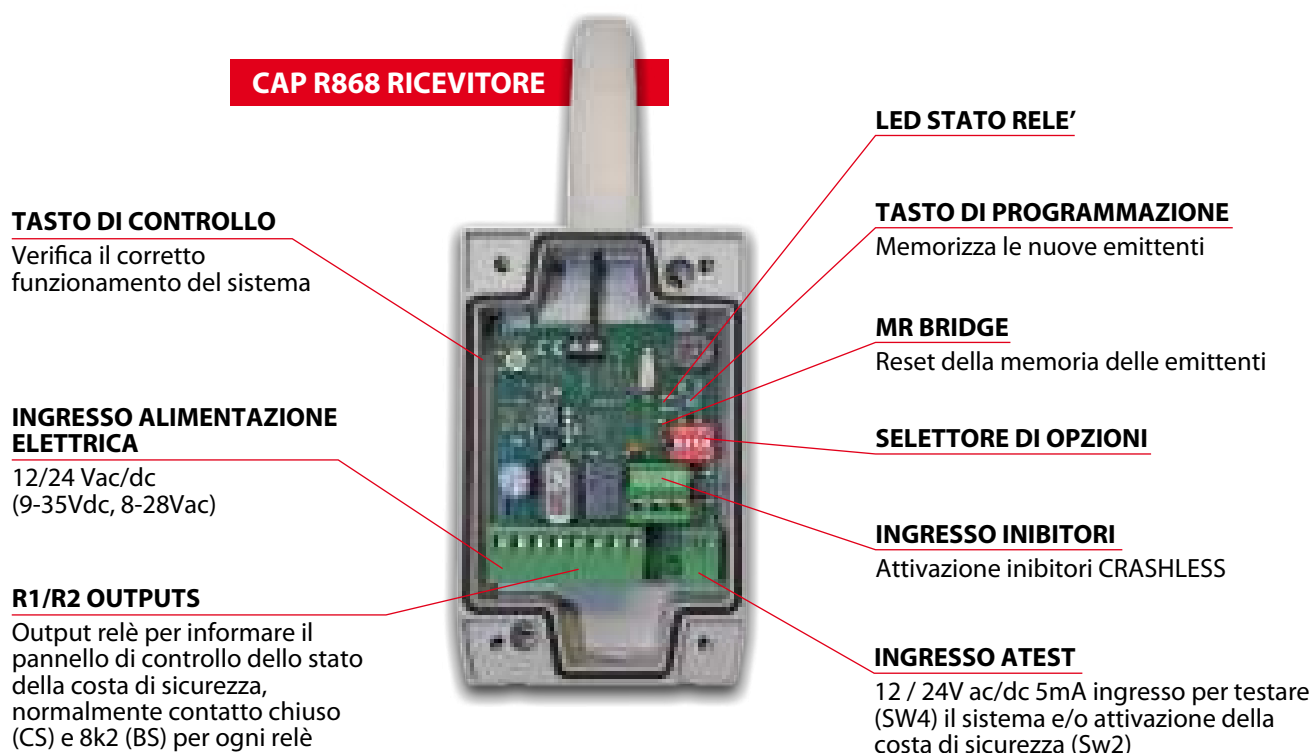 CAP R868 RICEVITORE
TASTO DI CONTROLLO
Verifica il corretto
funzionamento del sistema
INGRESSO ALIMENTAZIONE
ELETTRICA
12/24 Vac/dc
(9-35Vdc, 8-28Vac)
R1/R2 OUTPUTS
Output relè per informare il
pannello di controllo dello stato
della costa di sicurezza,
normalmente contatto chiuso
(CS) e 8k2 (BS) per ogni relè
LED STATO RELE’
TASTO DI PROGRAMMAZIONE
Memorizza le nuove emittenti
MR BRIDGE
Reset della memoria delle emittenti
SELETTORE DI OPZIONI
INGRESSO INIBITORI
Attivazione inibitori CRASHLESS
INGRESSO ATEST
12 / 24V ac/dc 5mA ingresso per testare
(SW4) il sistema e/o attivazione della
costa di sicurezza (Sw2)